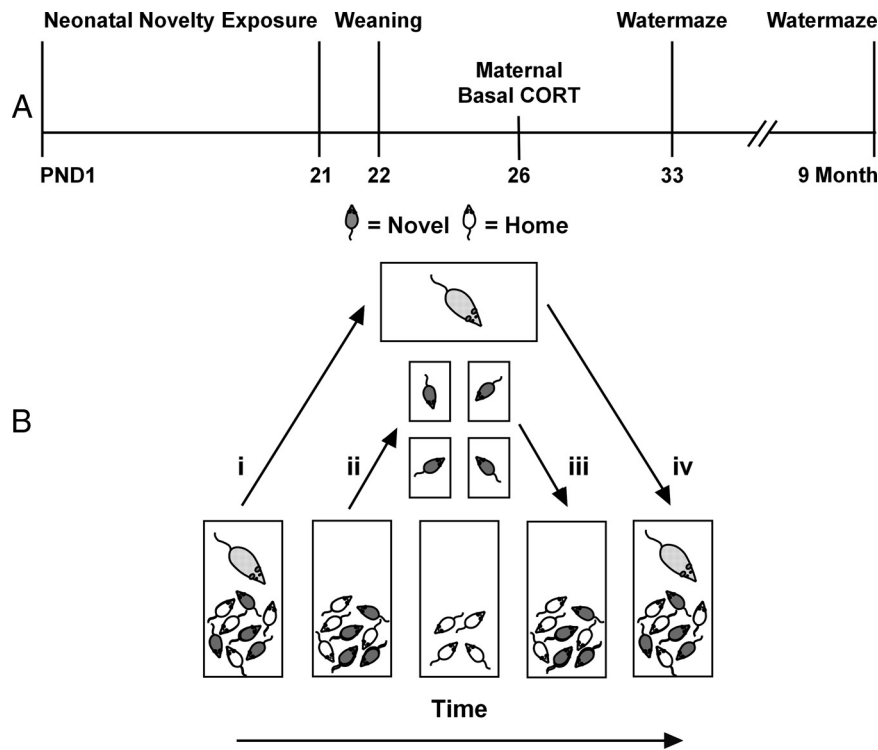 Neonatal Novelty Exposure Weaning Watermaze Watermaze
Maternal
Basal CORT
A
PND1 21 22 26 33 9 Month
= Novel = Home
B
i ii iii iv
Time